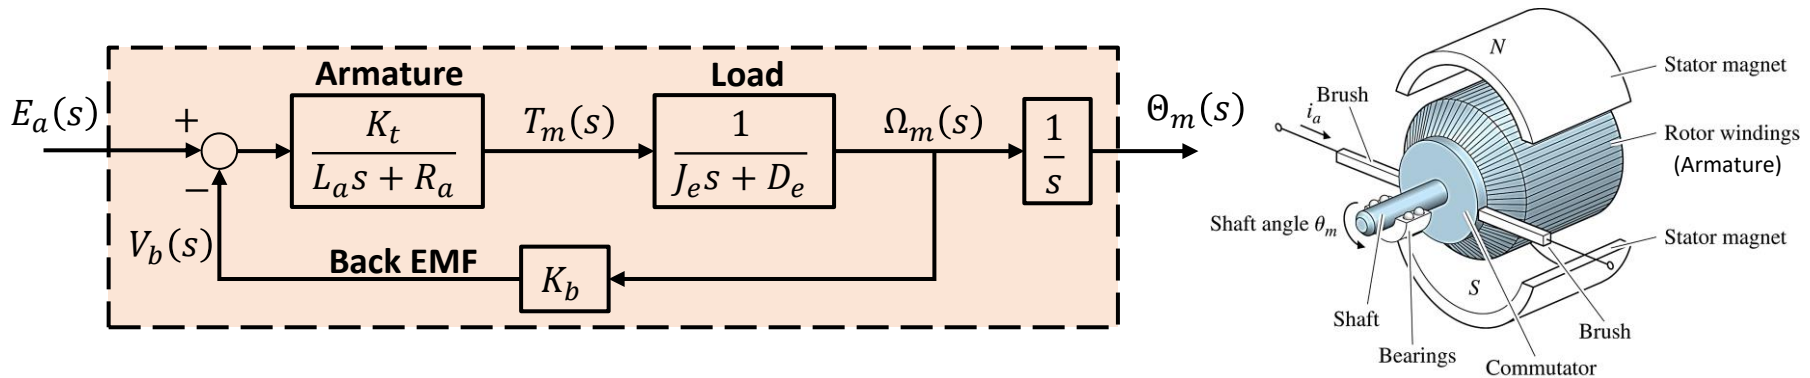 Armature
Load
E_a(s)
+
−
K_t
L_a s + R_a
T_m(s)
1
J_e s + D_e
Ω_m(s)
1
s
Θ_m(s)
V_b(s)
Back EMF
K_b
N
Stator magnet
Brush
i_a
Rotor windings
(Armature)
Shaft angle θ_m
Stator magnet
S
Shaft
Brush
Bearings
Commutator